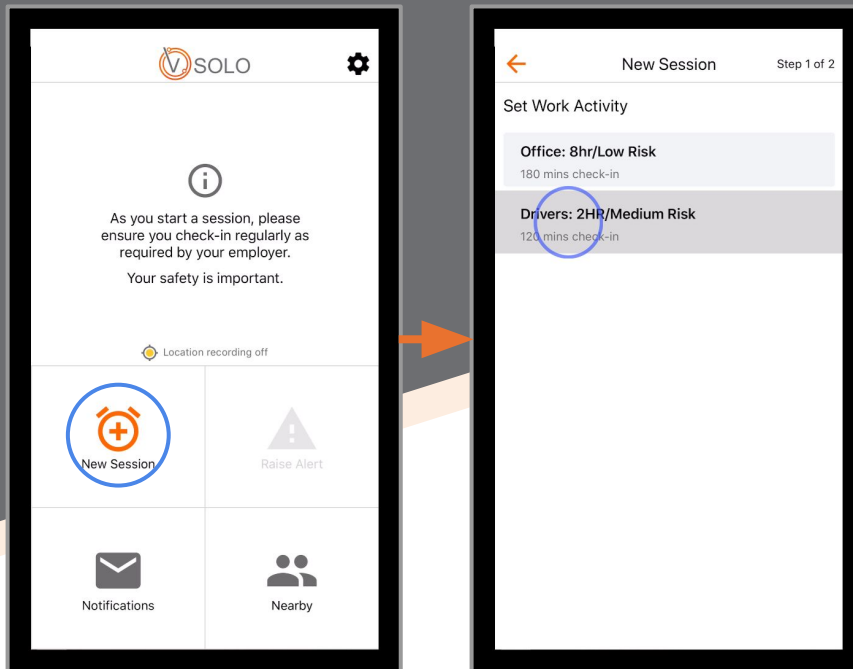 VSOLO
As you start a session, please
ensure you check-in regularly as
required by your employer.
Your safety is important.
Location recording off
New Session
Raise Alert
Notifications
Nearby
New Session
Step 1 of 2
Set Work Activity
Office: 8hr/Low Risk
180 mins check-in
Drivers: 2HR/Medium Risk
120 mins check-in